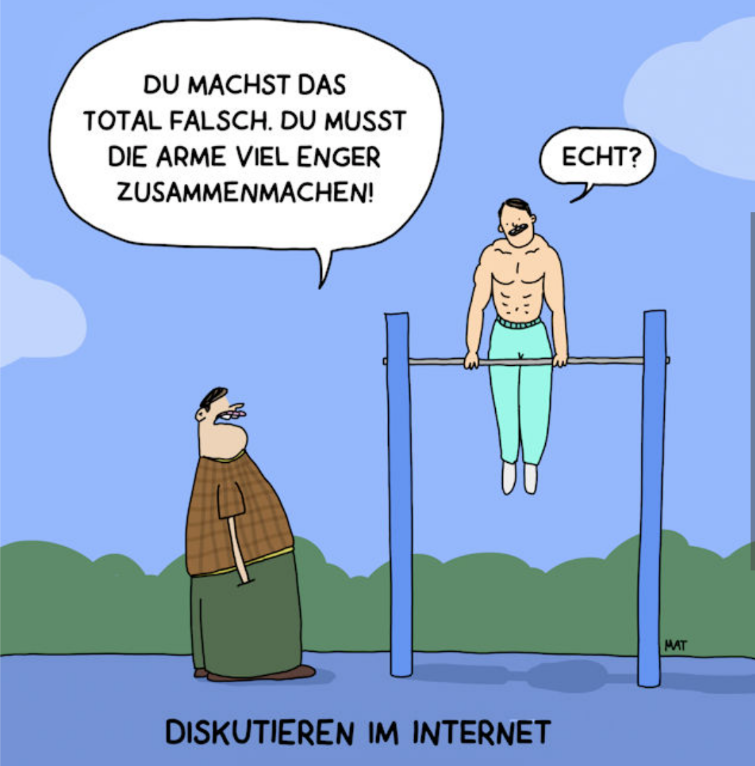 DU MACHST DAS
TOTAL FALSCH. DU MUSST
DIE ARME VIEL ENGER
ZUSAMMENMACHEN!
ECHT?
MAT
DISKUTIEREN IM INTERNET